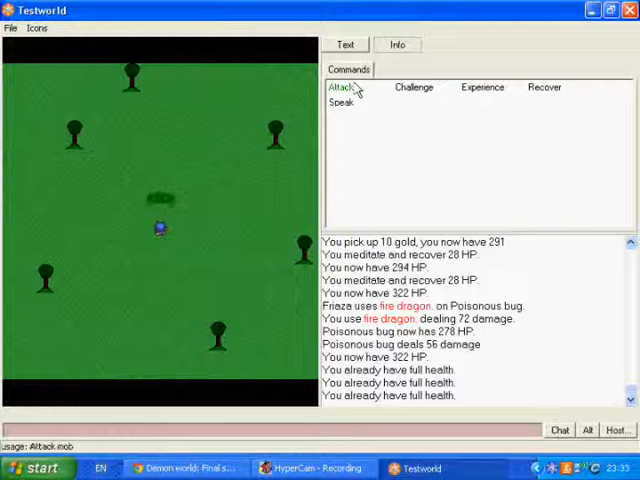 Testworld
File Icons
Text Info
Commands
Attack Challenge Experience Recover
Speak
You pick up 10 gold, you now have 291
You meditate and recover 28 HP.
You now have 294 HP.
You meditate and recover 28 HP.
You now have 322 HP.
Friaza uses fire dragon. on Poisonous bug.
You use fire dragon. dealing 72 damage.
Poisonous bug now has 278 HP.
Poisonous bug deals 56 damage
You now have 322 HP.
You already have full health.
You already have full health.
You already have full health.
Chat Alt Host...
usage: Attack mob
start EN Demon world: Final s... HyperCam - Recording Testworld 23:33